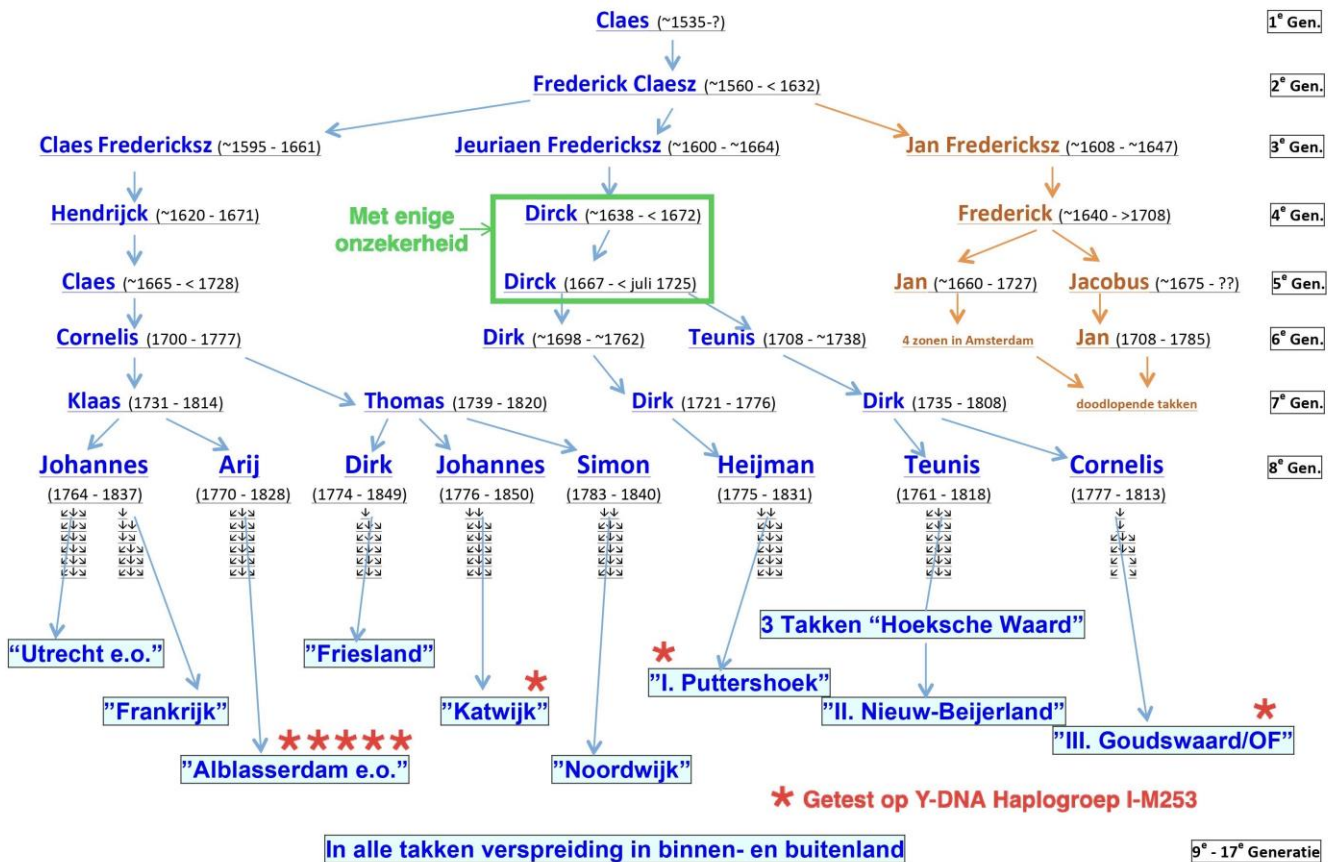 Claes (~1535-?)
1e Gen.
Frederick Claesz (~1560 - < 1632)
2e Gen.
Claes Fredericksz (~1595 - 1661)
Jeuriaen Fredericksz (~1600 - ~1664)
Jan Fredericksz (~1608 - ~1647)
3e Gen.
Hendrijck (~1620 - 1671)
Met enige
onzekerheid
Dirck (~1638 - < 1672)
Frederick (~1640 - >1708)
4e Gen.
Claes (~1665 - < 1728)
Dirck (1667 - < juli 1725)
Jan (~1660 - 1727)
Jacobus (~1675 - ??)
5e Gen.
Cornelis (1700 - 1777)
Dirk (~1698 - ~1762)
Teunis (1708 - ~1738)
4 zonen in Amsterdam
Jan (1708 - 1785)
6e Gen.
Klaas (1731 - 1814)
Thomas (1739 - 1820)
Dirk (1721 - 1776)
Dirk (1735 - 1808)
doodlopende takken
7e Gen.
Johannes
(1764 - 1837)
Arij
(1770 - 1828)
Dirk
(1774 - 1849)
Johannes
(1776 - 1850)
Simon
(1783 - 1840)
Heijman
(1775 - 1831)
Teunis
(1761 - 1818)
Cornelis
(1777 - 1813)
8e Gen.
3 Takken “Hoeksche Waard”
“Utrecht e.o.”
”Friesland”
”I. Puttershoek”
”Frankrijk”
”Katwijk”
”II. Nieuw-Beijerland”
”III. Goudswaard/OF”
”Alblasserdam e.o.”
”Noordwijk”
* Getest op Y-DNA Haplogroep I-M253
In alle takken verspreiding in binnen- en buitenland
9e - 17e Generatie